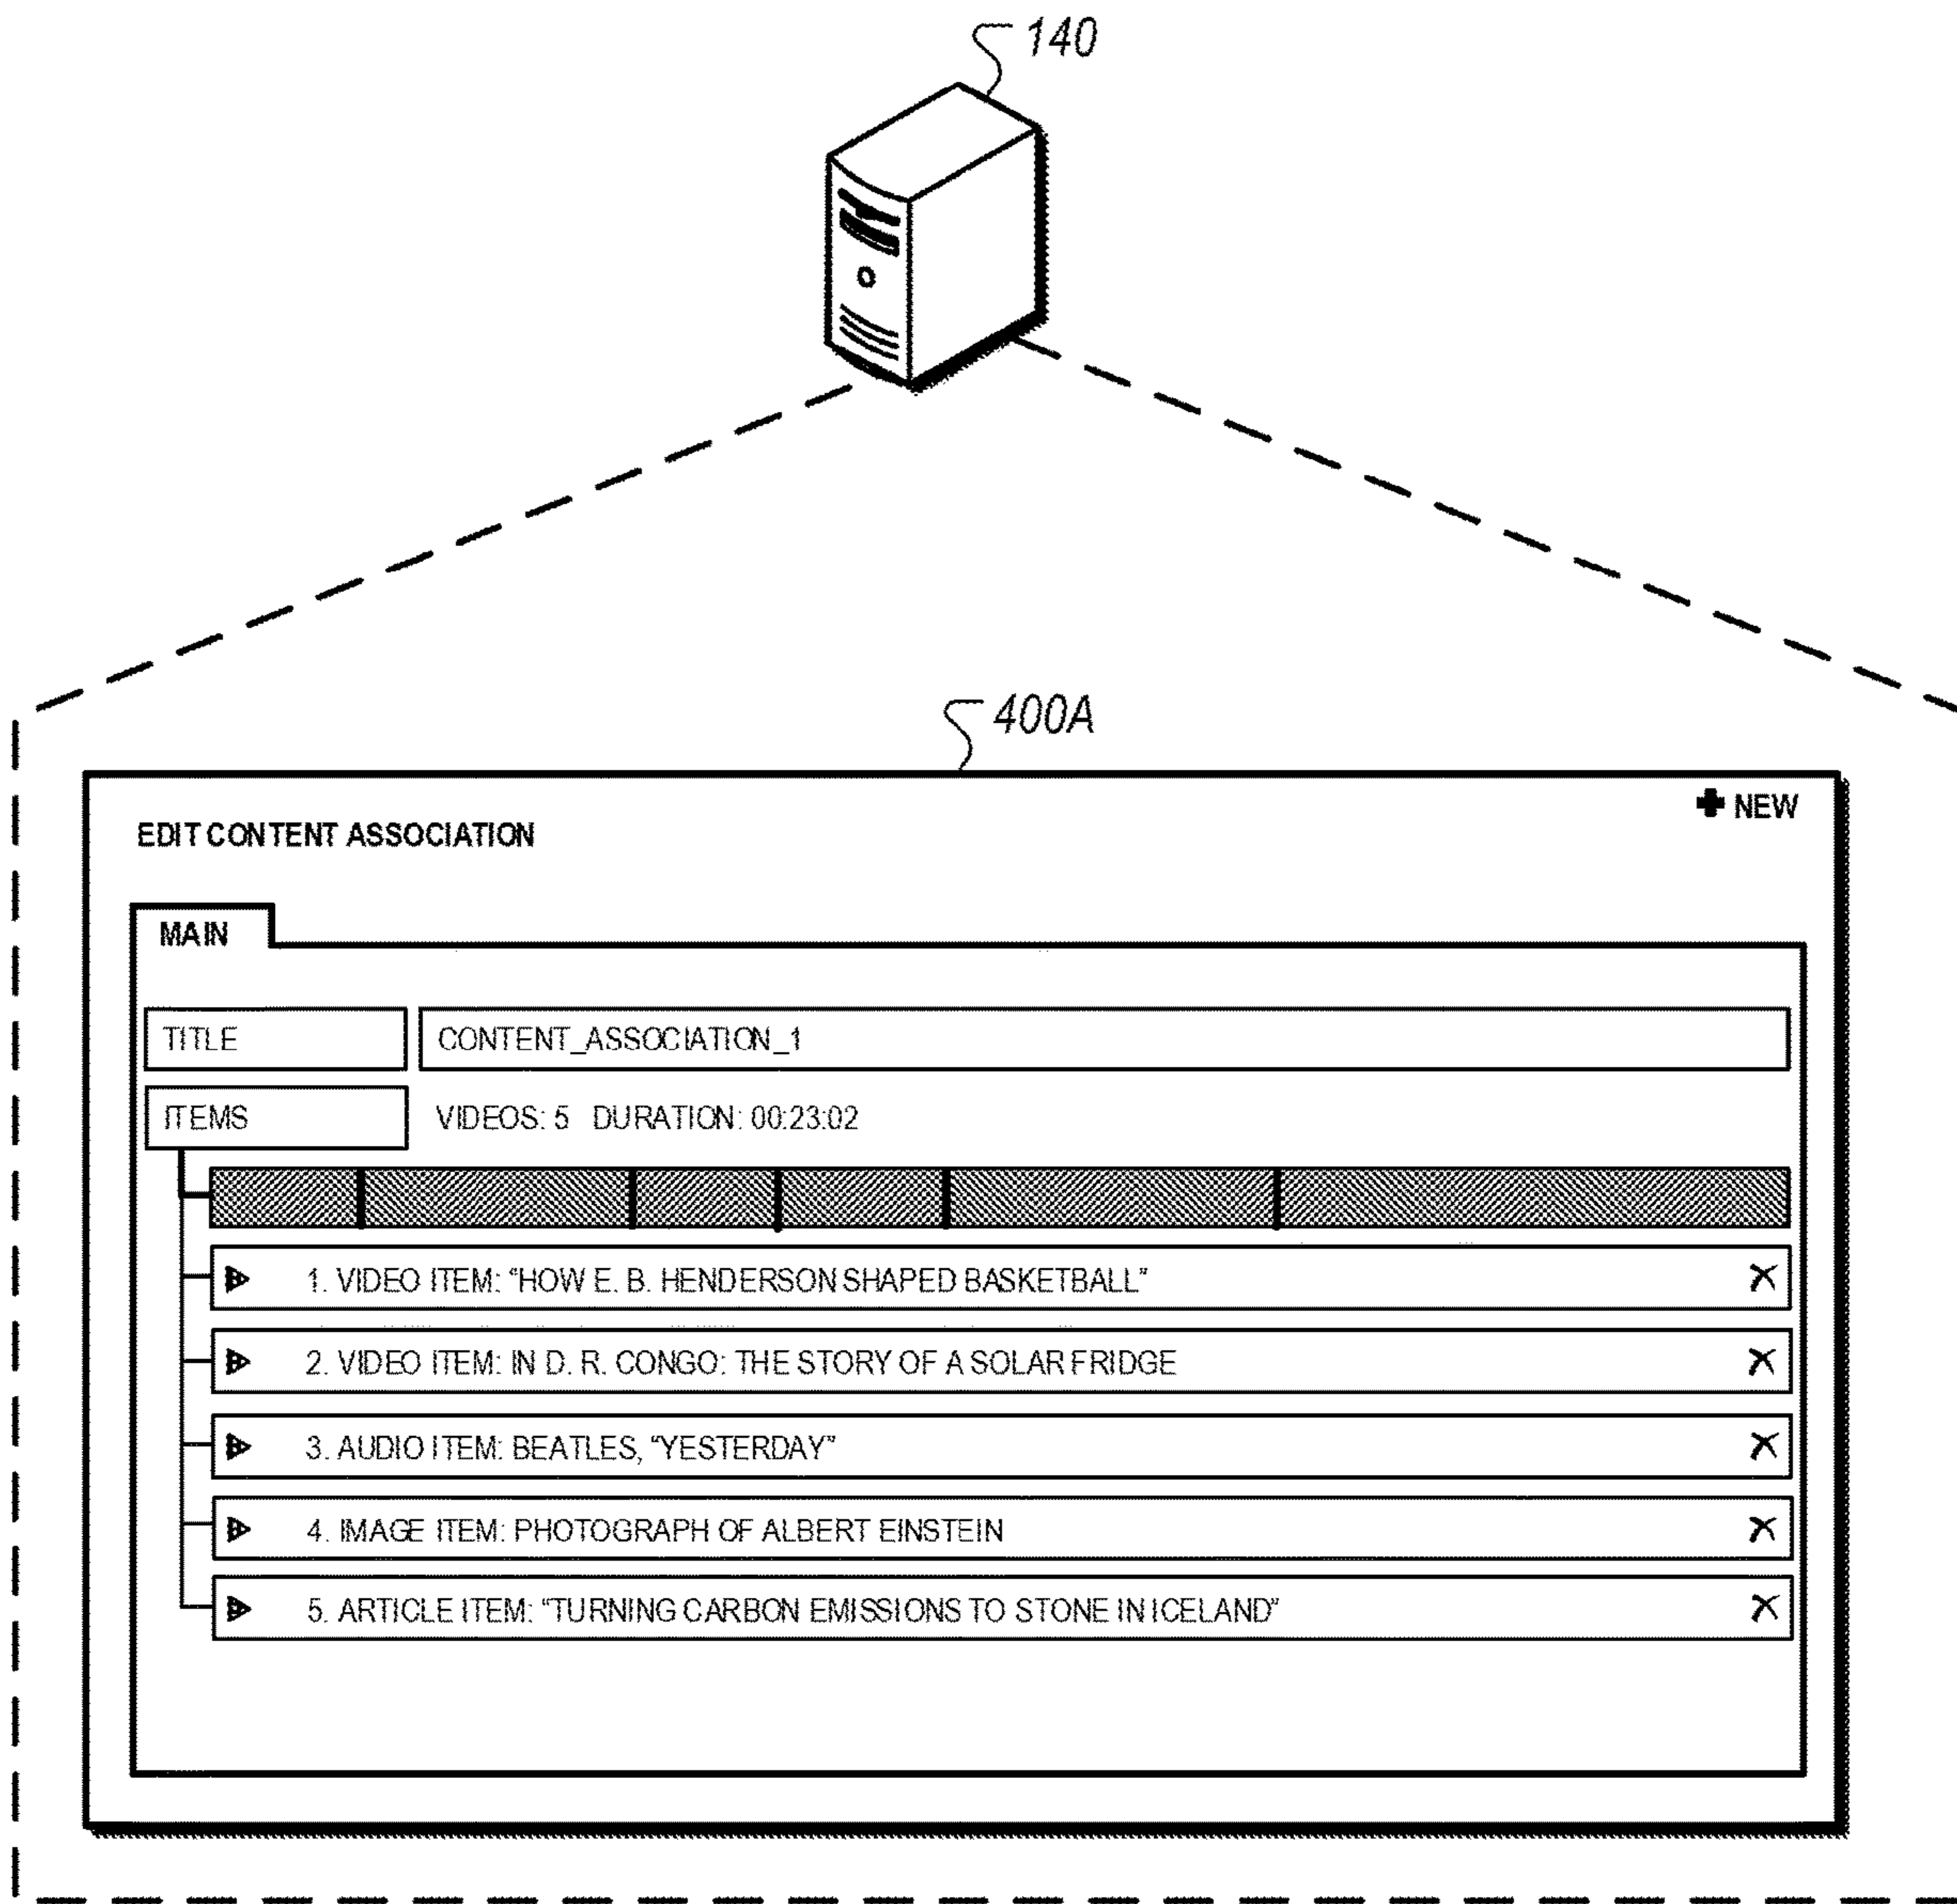 140
400A
NEW
EDIT CONTENT ASSOCIATION
MAIN
TITLE CONTENT_ASSOCIATION_1
ITEMS VIDEOS: 5 DURATION: 00:23:02
1. VIDEO ITEM: "HOW E. B. HENDERSON SHAPED BASKETBALL"
2. VIDEO ITEM: IN D. R. CONGO: THE STORY OF A SOLAR FRIDGE
3. AUDIO ITEM: BEATLES, "YESTERDAY"
4. IMAGE ITEM: PHOTOGRAPH OF ALBERT EINSTEIN
5. ARTICLE ITEM: "TURNING CARBON EMISSIONS TO STONE IN ICELAND"